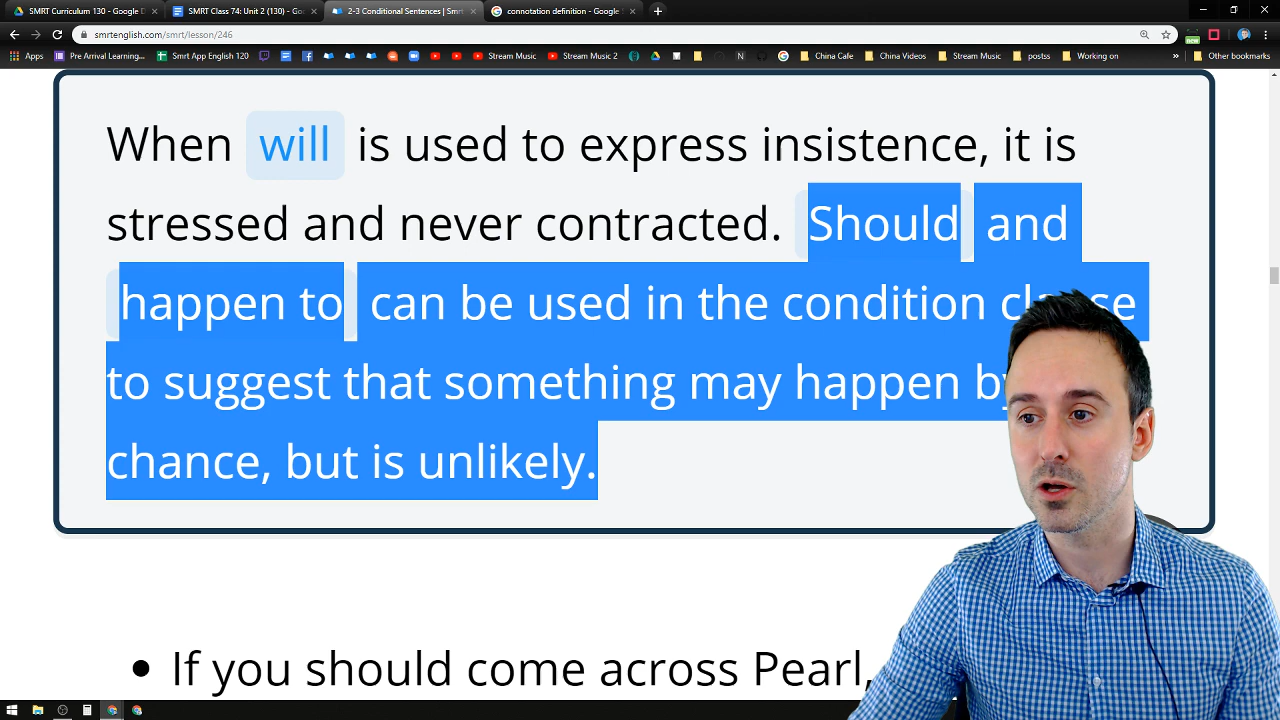 SMRT Curriculum 130 - Google D
SMRT Class 74: Unit 2 (130) - Go
2-3 Conditional Sentences | Smrt
connotation definition - Google S
smrtenglish.com/smrt/lesson/246
Apps
Pre Arrival Learning...
Smrt App English 120
Stream Music
Stream Music 2
China Cafe
China Videos
Stream Music
postss
Working on
Other bookmarks
When will is used to express insistence, it is
stressed and never contracted. Should and
happen to can be used in the condition clause
to suggest that something may happen by
chance, but is unlikely.
• If you should come across Pearl,